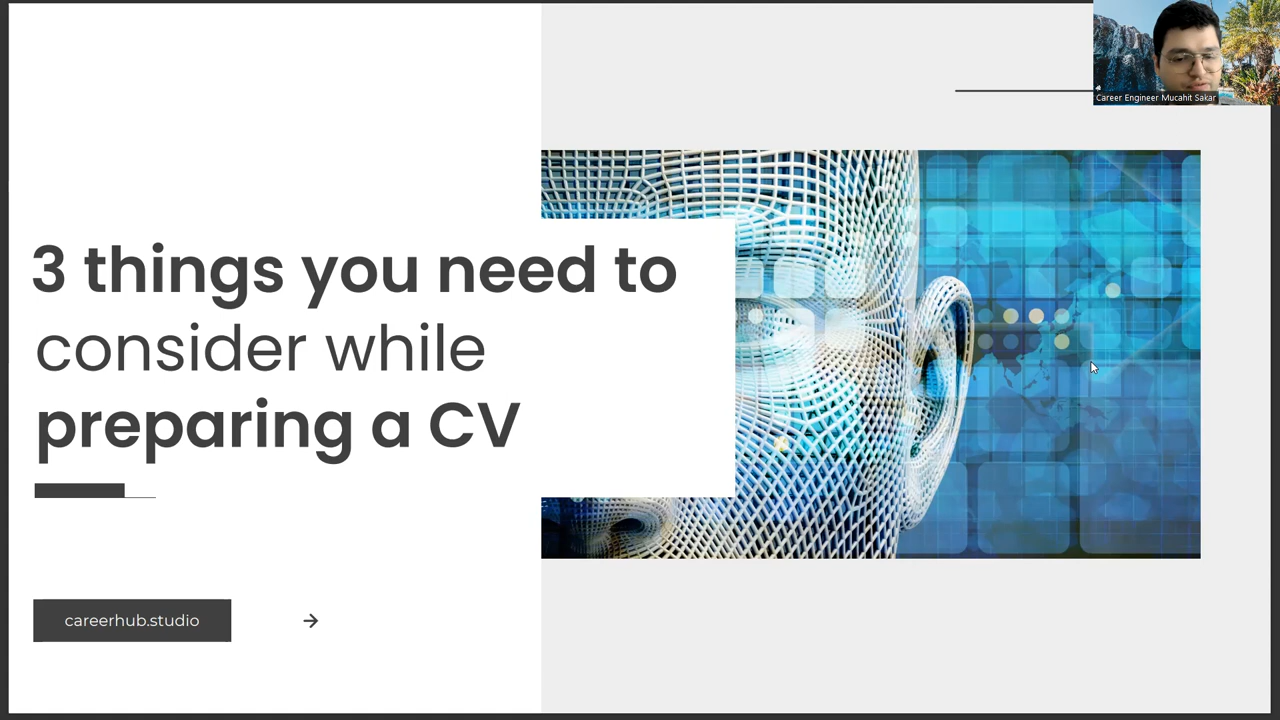 Career Engineer Mucahit Sakar
3 things you need to
consider while
preparing a CV
careerhub.studio